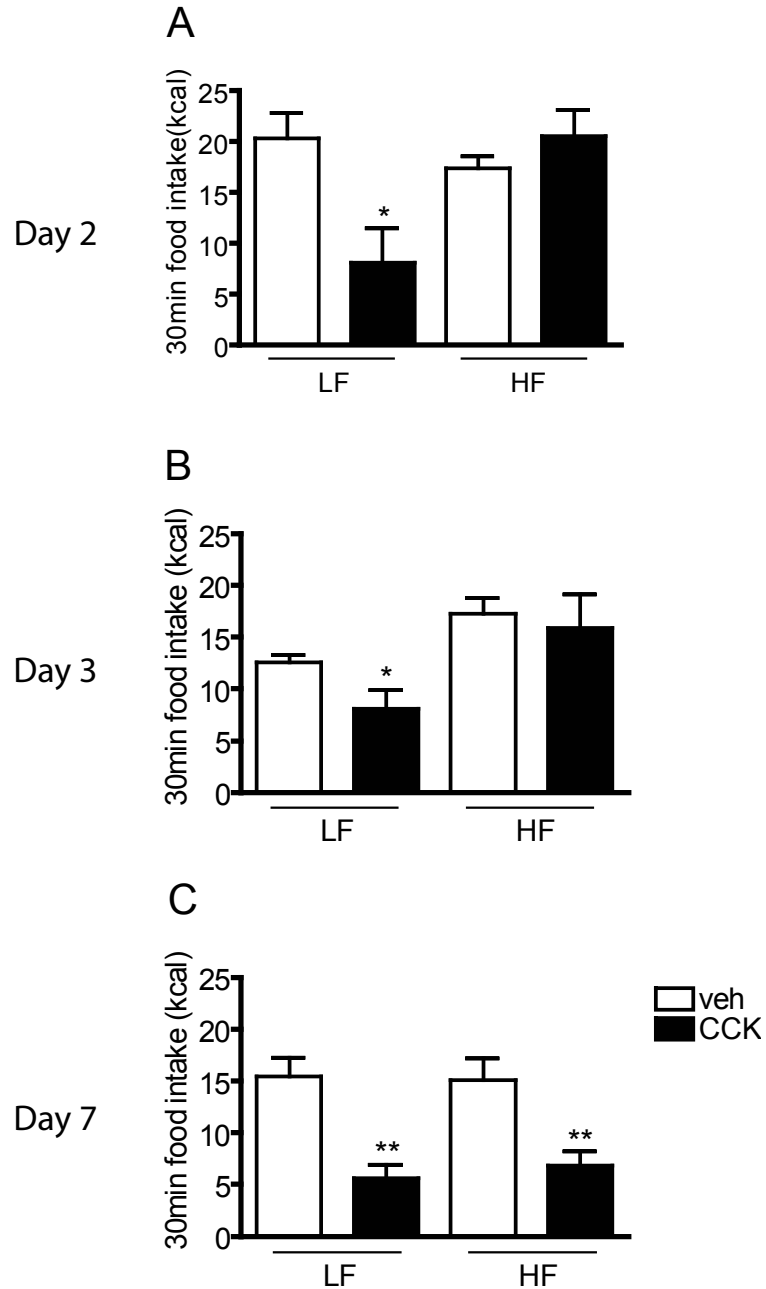 A
Day 2
30min food intake(kcal)
25
20
15
10
5
0
*
LF
HF
B
Day 3
30min food intake (kcal)
25
20
15
10
5
0
*
LF
HF
C
Day 7
30min food intake (kcal)
25
20
15
10
5
0
**
**
LF
HF
veh
CCK